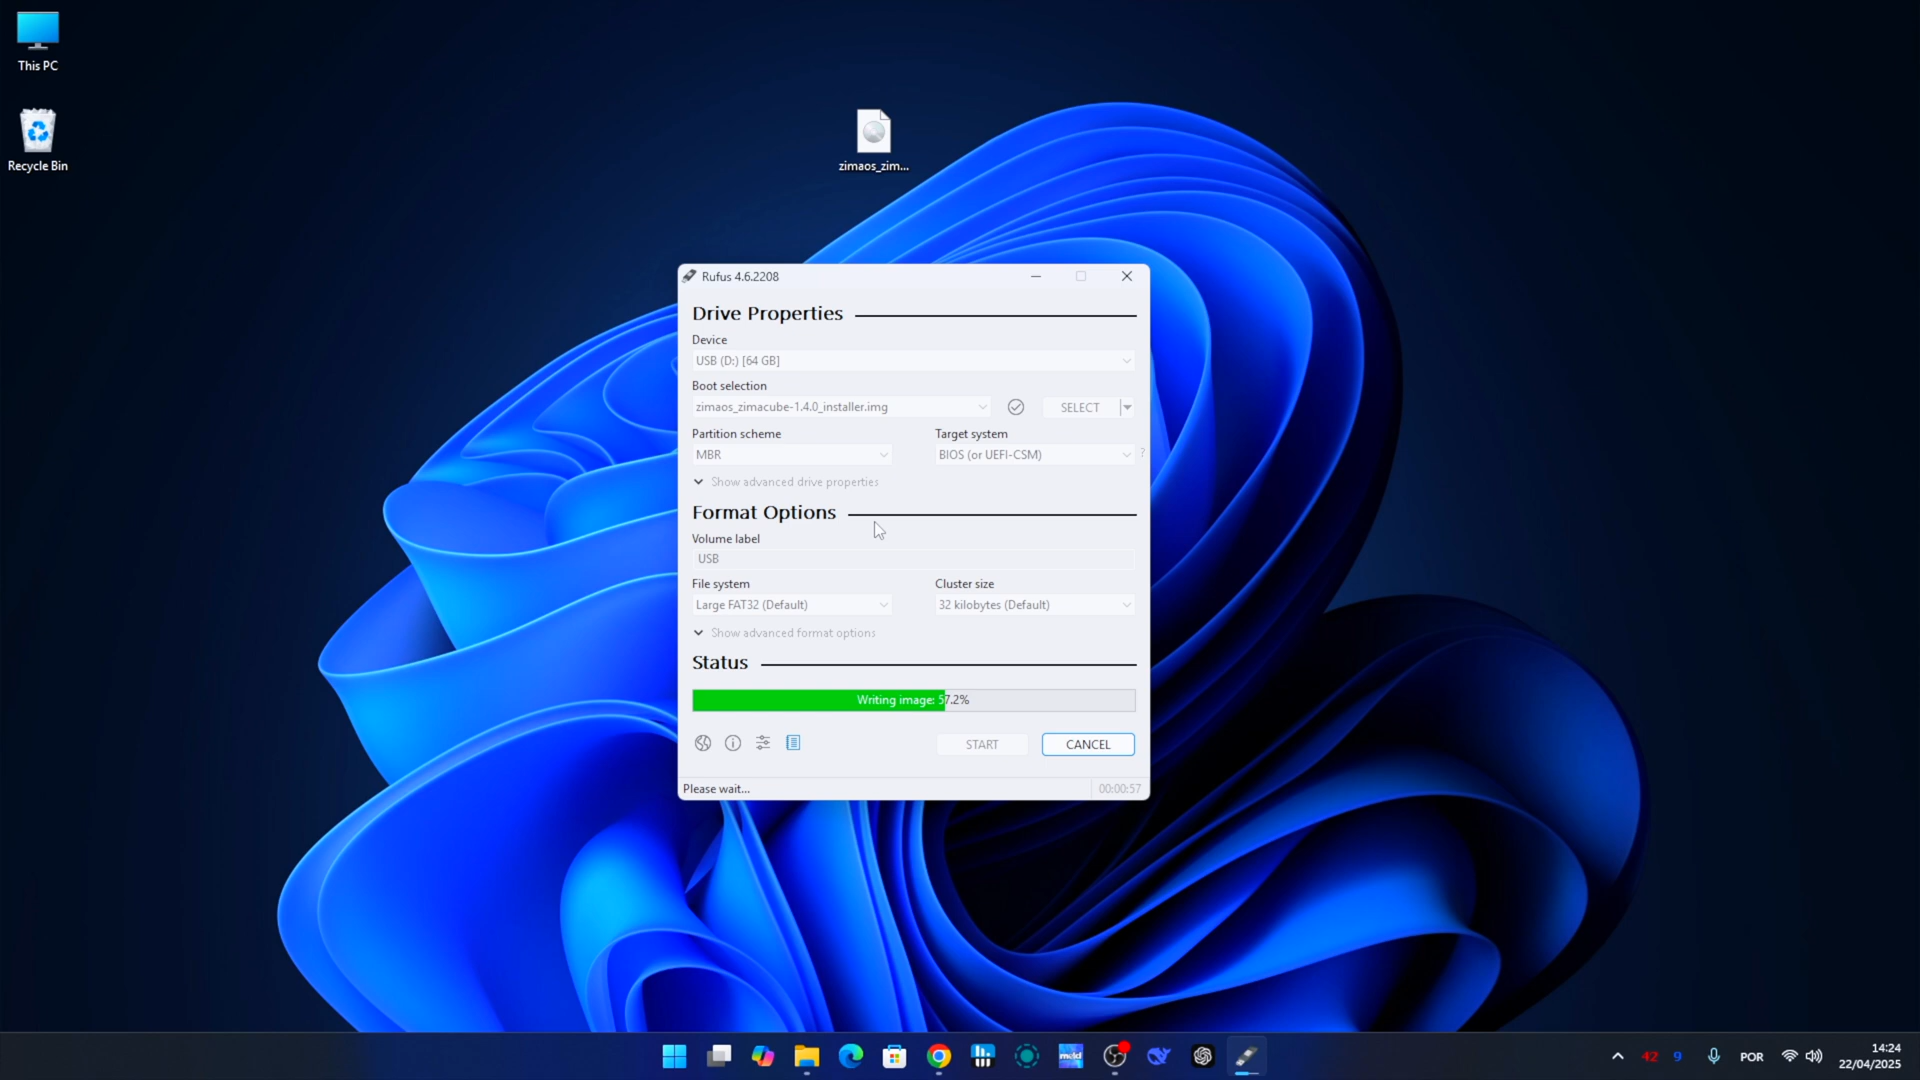 This PC
Recycle Bin
zimaos_zim...
Rufus 4.6.2208
Drive Properties
Device
USB (D:) [64 GB]
Boot selection
zimaos_zimacube-1.4.0_installer.img
SELECT
Partition scheme
Target system
MBR
BIOS (or UEFI-CSM)
?
Show advanced drive properties
Format Options
Volume label
USB
File system
Cluster size
Large FAT32 (Default)
32 kilobytes (Default)
Show advanced format options
Status
Writing image: 57.2%
START
CANCEL
Please wait...
00:00:57
meld
42
9
POR
14:24
22/04/2025